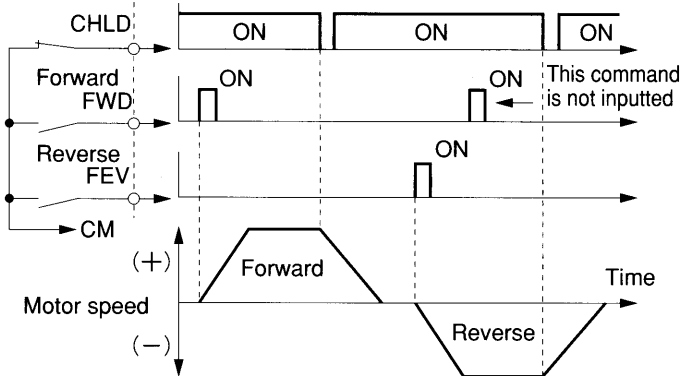 CHLD
ON
ON
ON
Forward
FWD
ON
ON
This command
is not inputted
Reverse
FEV
ON
CM
(+)
Forward
Time
Motor speed
(−)
Reverse